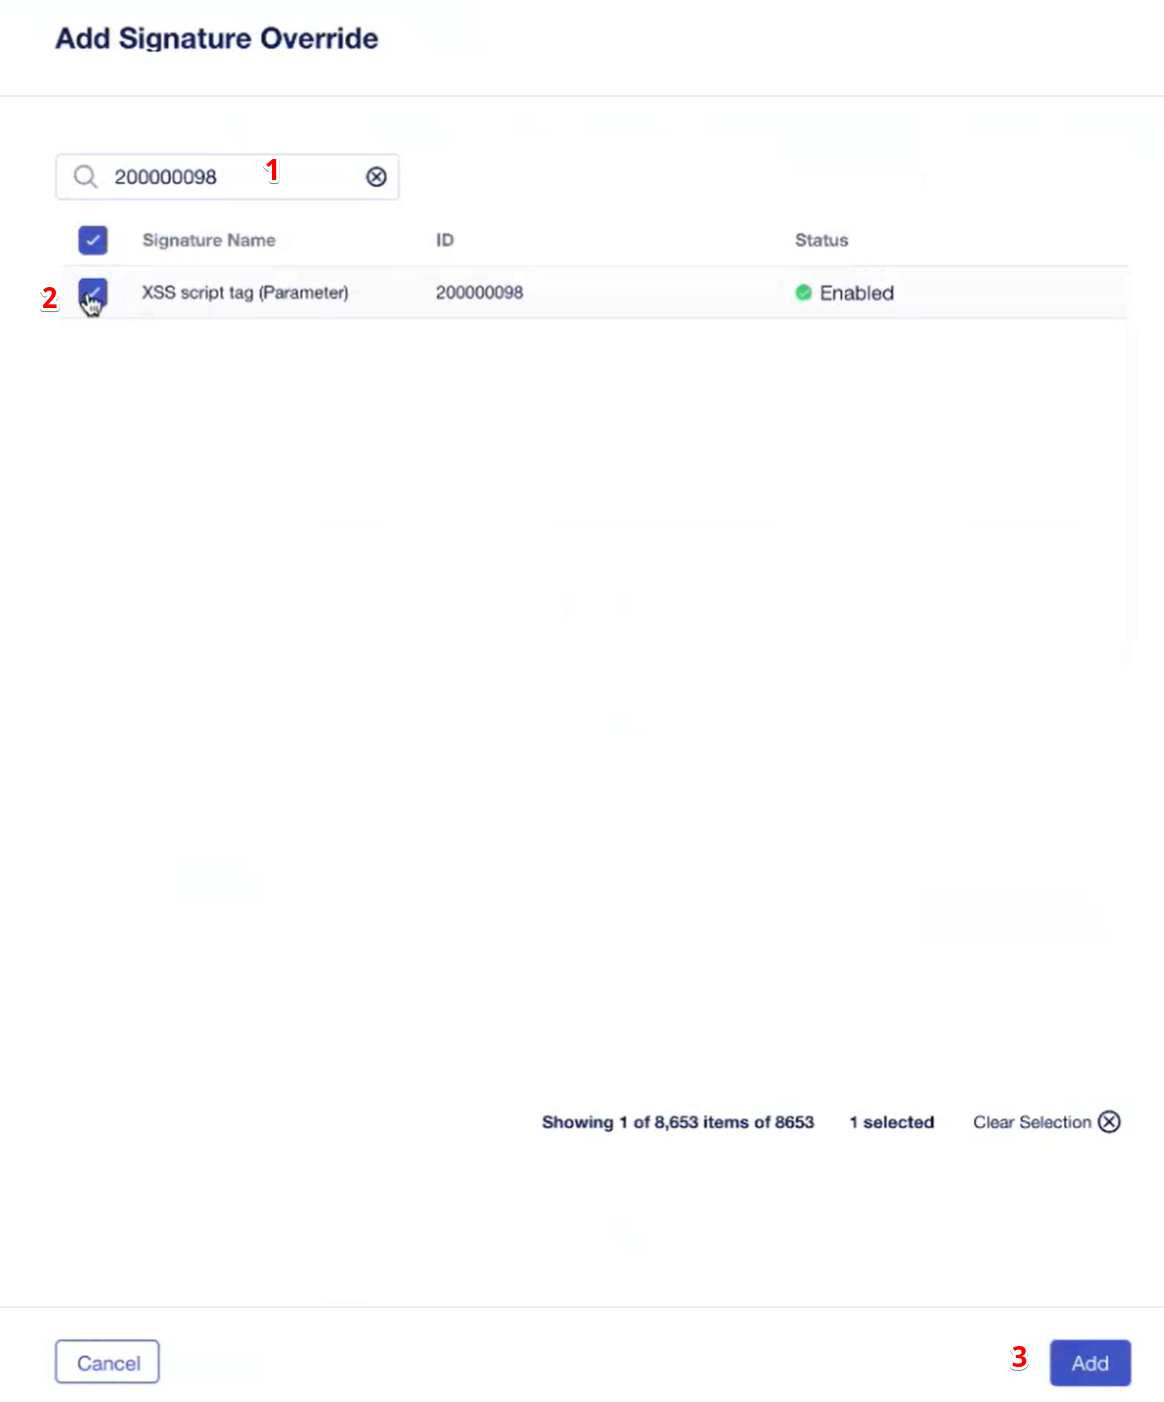 Add Signature Override
200000098 1
Signature Name ID Status
2 XSS script tag (Parameter) 200000098 Enabled
Showing 1 of 8,653 items of 8653 1 selected Clear Selection
Cancel 3 Add